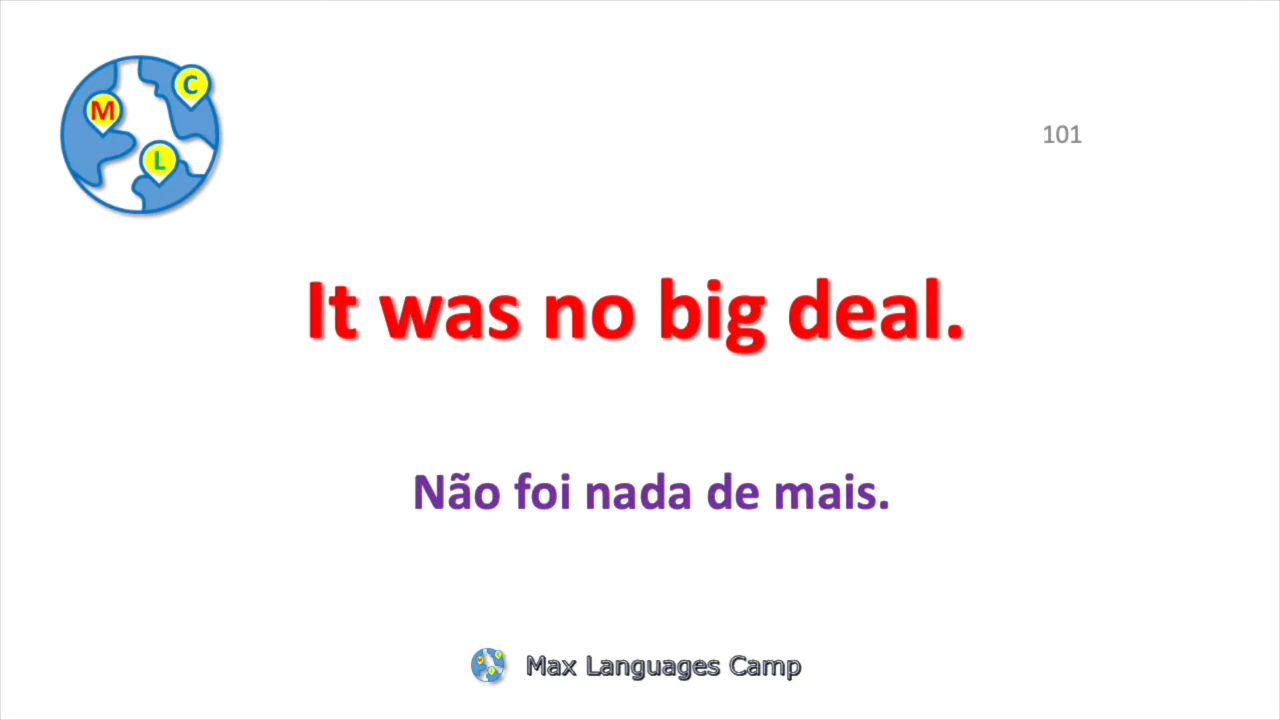 M
C
L
101
It was no big deal.
Não foi nada de mais.
Max Languages Camp